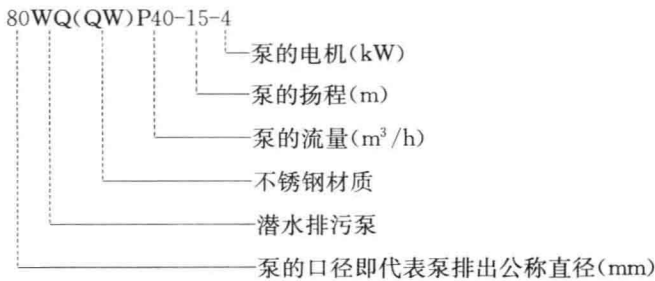 80WQ(QW)P40-15-4
泵的电机(kW)
泵的扬程(m)
泵的流量(m³/h)
不锈钢材质
潜水排污泵
泵的口径即代表泵排出公称直径(mm)